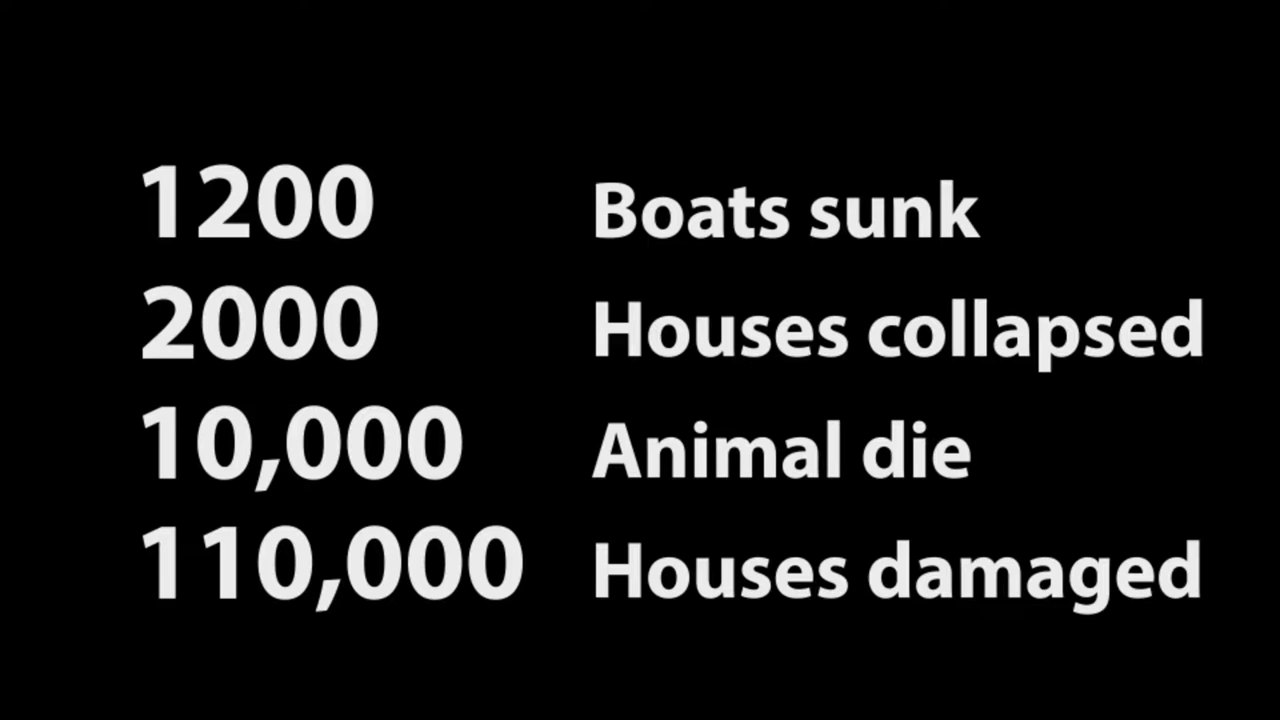 1200 Boats sunk
2000 Houses collapsed
10,000 Animal die
110,000 Houses damaged